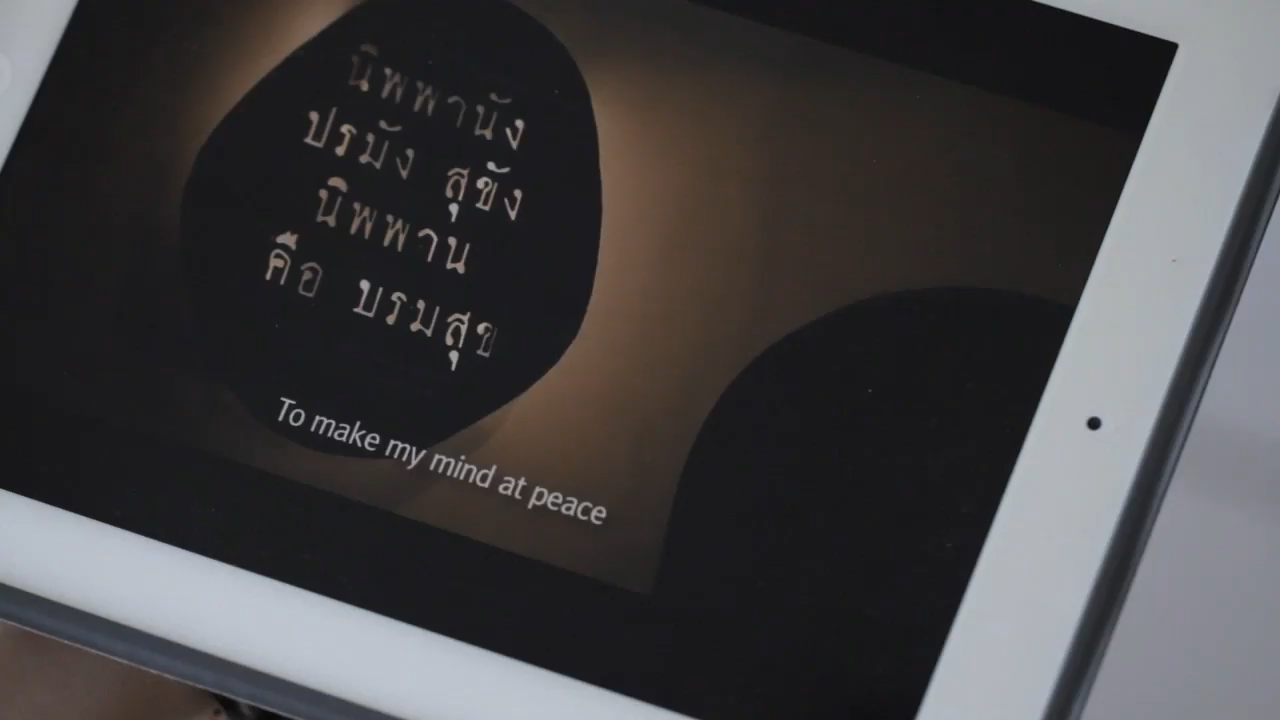 นิพพานัง
ปรมัง สุขัง
นิพพาน
คือ บรมสุข
To make my mind at peace